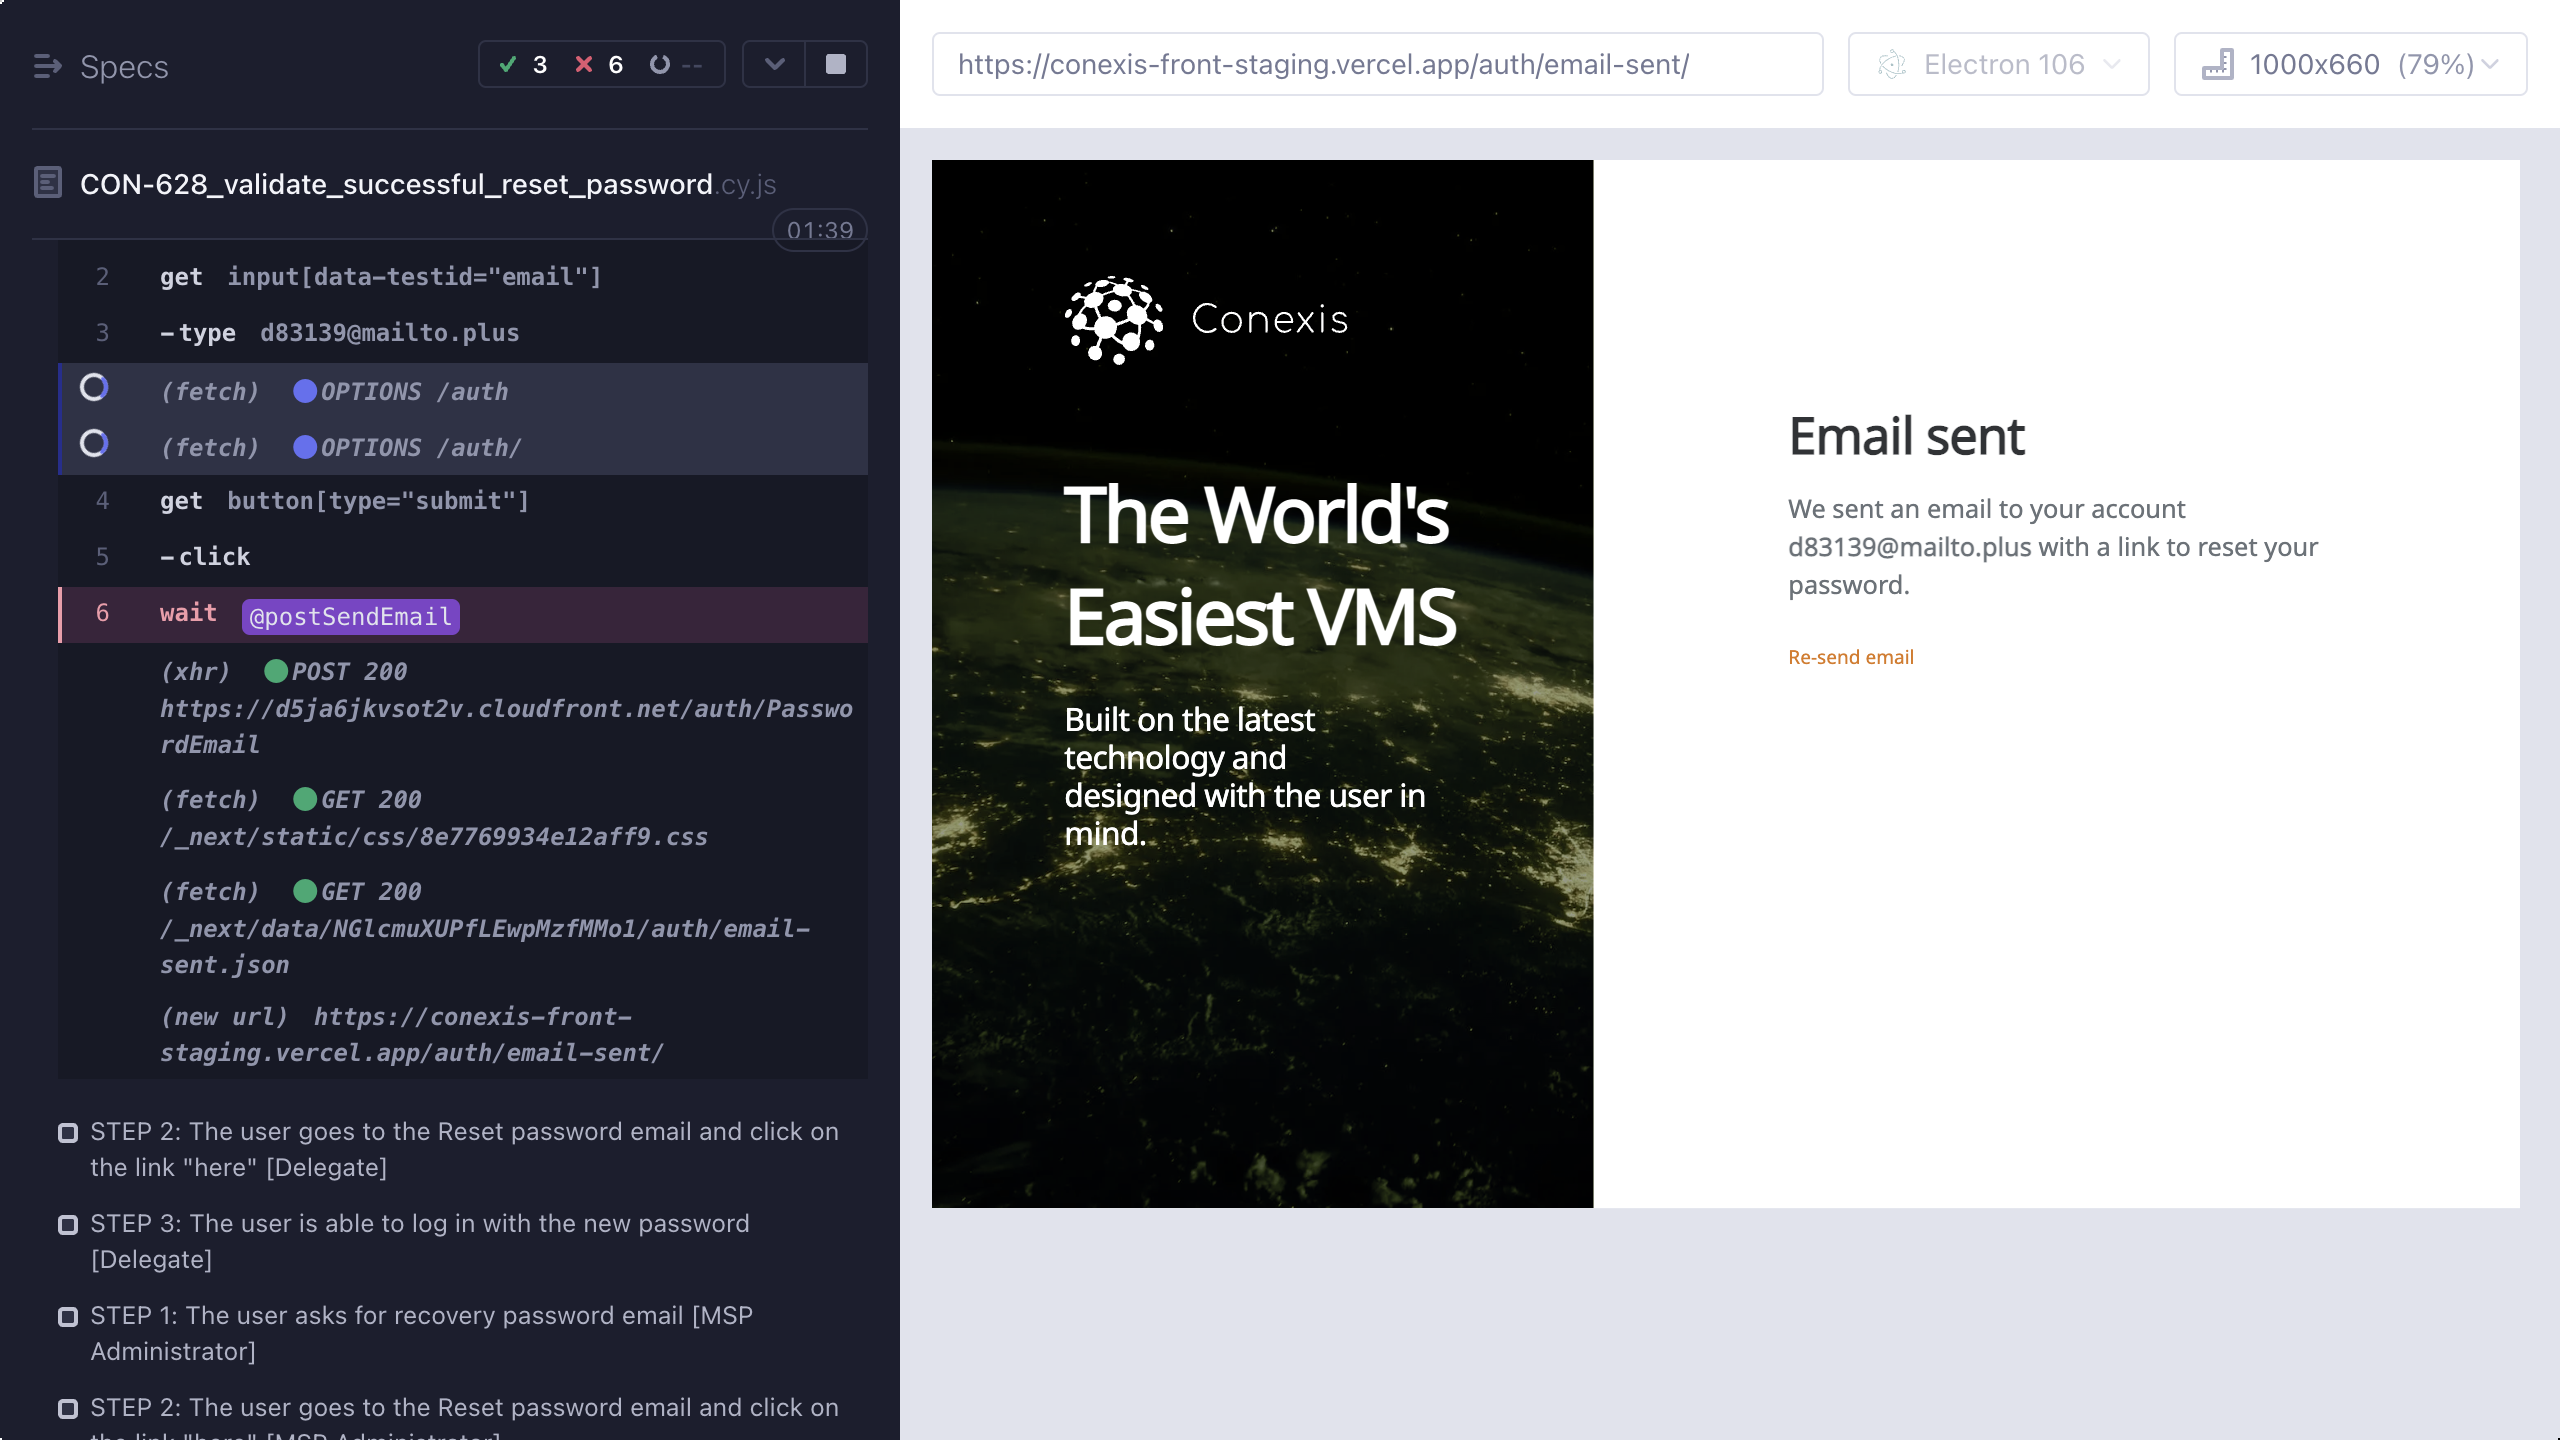 Specs
3 6 --
CON-628_validate_successful_reset_password.cy.js
01:39
2 get input[data-testid="email"]
3 -type d83139@mailto.plus
(fetch) OPTIONS /auth
(fetch) OPTIONS /auth/
4 get button[type="submit"]
5 -click
6 wait @postSendEmail
(xhr) POST 200
https://d5ja6jkvsot2v.cloudfront.net/auth/Passwo
rdEmail
(fetch) GET 200
/_next/static/css/8e7769934e12aff9.css
(fetch) GET 200
/_next/data/NGlcmuXUPfLEwpMzfMMo1/auth/email-
sent.json
(new url) https://conexis-front-
staging.vercel.app/auth/email-sent/
STEP 2: The user goes to the Reset password email and click on
the link "here" [Delegate]
STEP 3: The user is able to log in with the new password
[Delegate]
STEP 1: The user asks for recovery password email [MSP
Administrator]
STEP 2: The user goes to the Reset password email and click on
the link "here" [MSP Administrator]
https://conexis-front-staging.vercel.app/auth/email-sent/
Electron 106
1000x660 (79%)
Conexis
The World's
Easiest VMS
Built on the latest
technology and
designed with the user in
mind.
Email sent
We sent an email to your account
d83139@mailto.plus with a link to reset your
password.
Re-send email